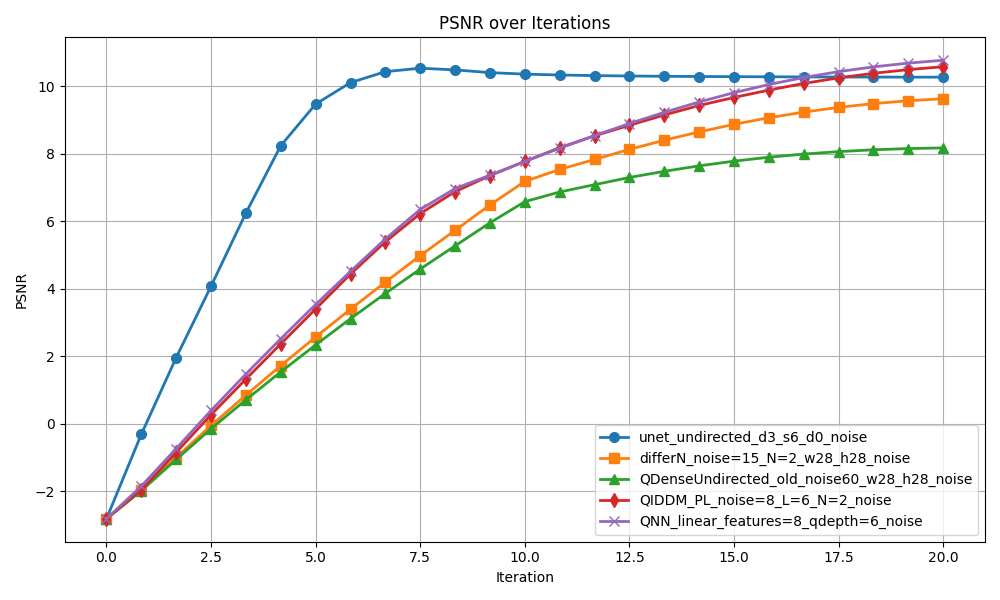 PSNR over Iterations
PSNR
10
8
6
4
2
0
−2
0.0
2.5
5.0
7.5
10.0
12.5
15.0
17.5
20.0
Iteration
unet_undirected_d3_s6_d0_noise
differN_noise=15_N=2_w28_h28_noise
QDenseUndirected_old_noise60_w28_h28_noise
QIDDM_PL_noise=8_L=6_N=2_noise
QNN_linear_features=8_qdepth=6_noise